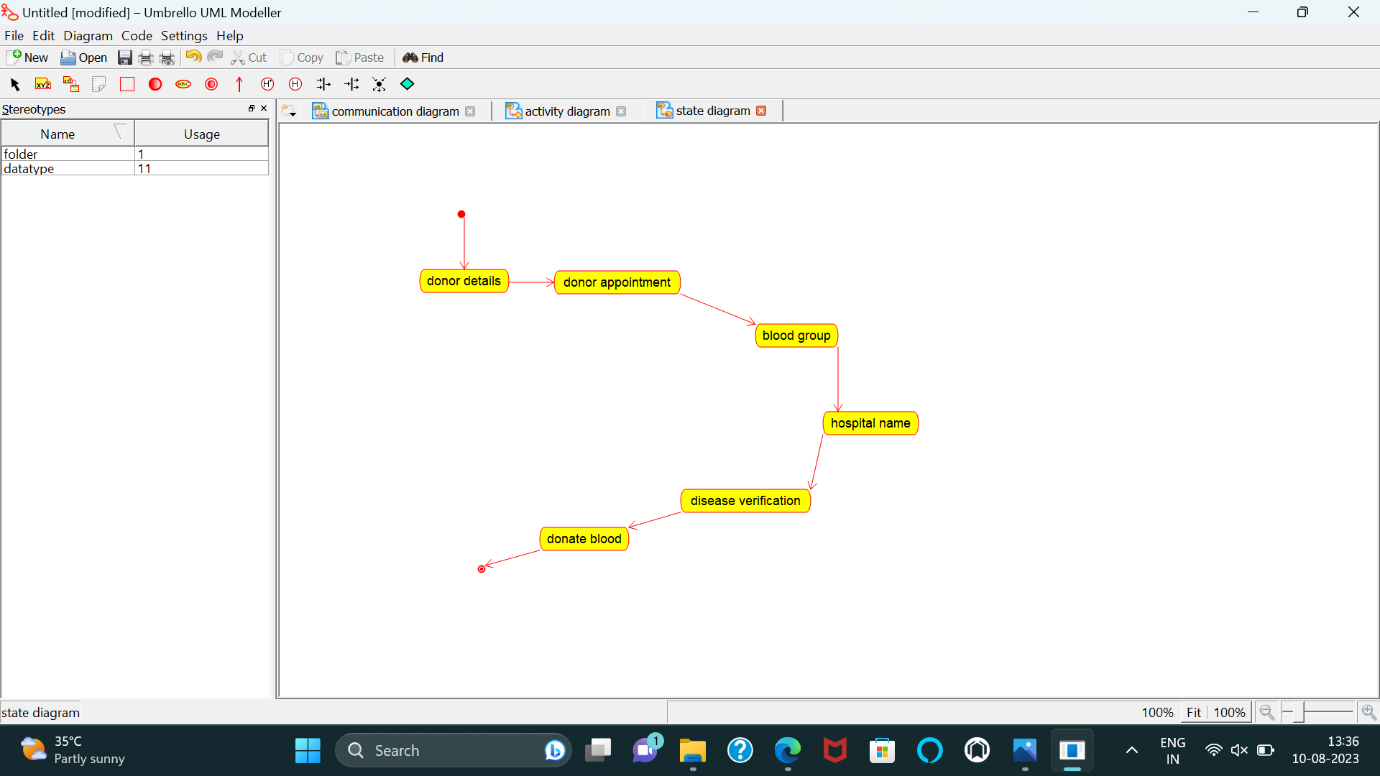 Untitled [modified] – Umbrello UML Modeller
File Edit Diagram Code Settings Help
New Open Cut Copy Paste Find
XYZ ABC H* H
Stereotypes
communication diagram activity diagram state diagram
Name Usage
folder 1
datatype 11
donor details
donor appointment
blood group
hospital name
disease verification
donate blood
state diagram
100% Fit 100%
35°C
Partly sunny
Search
1
ENG
IN
13:36
10-08-2023